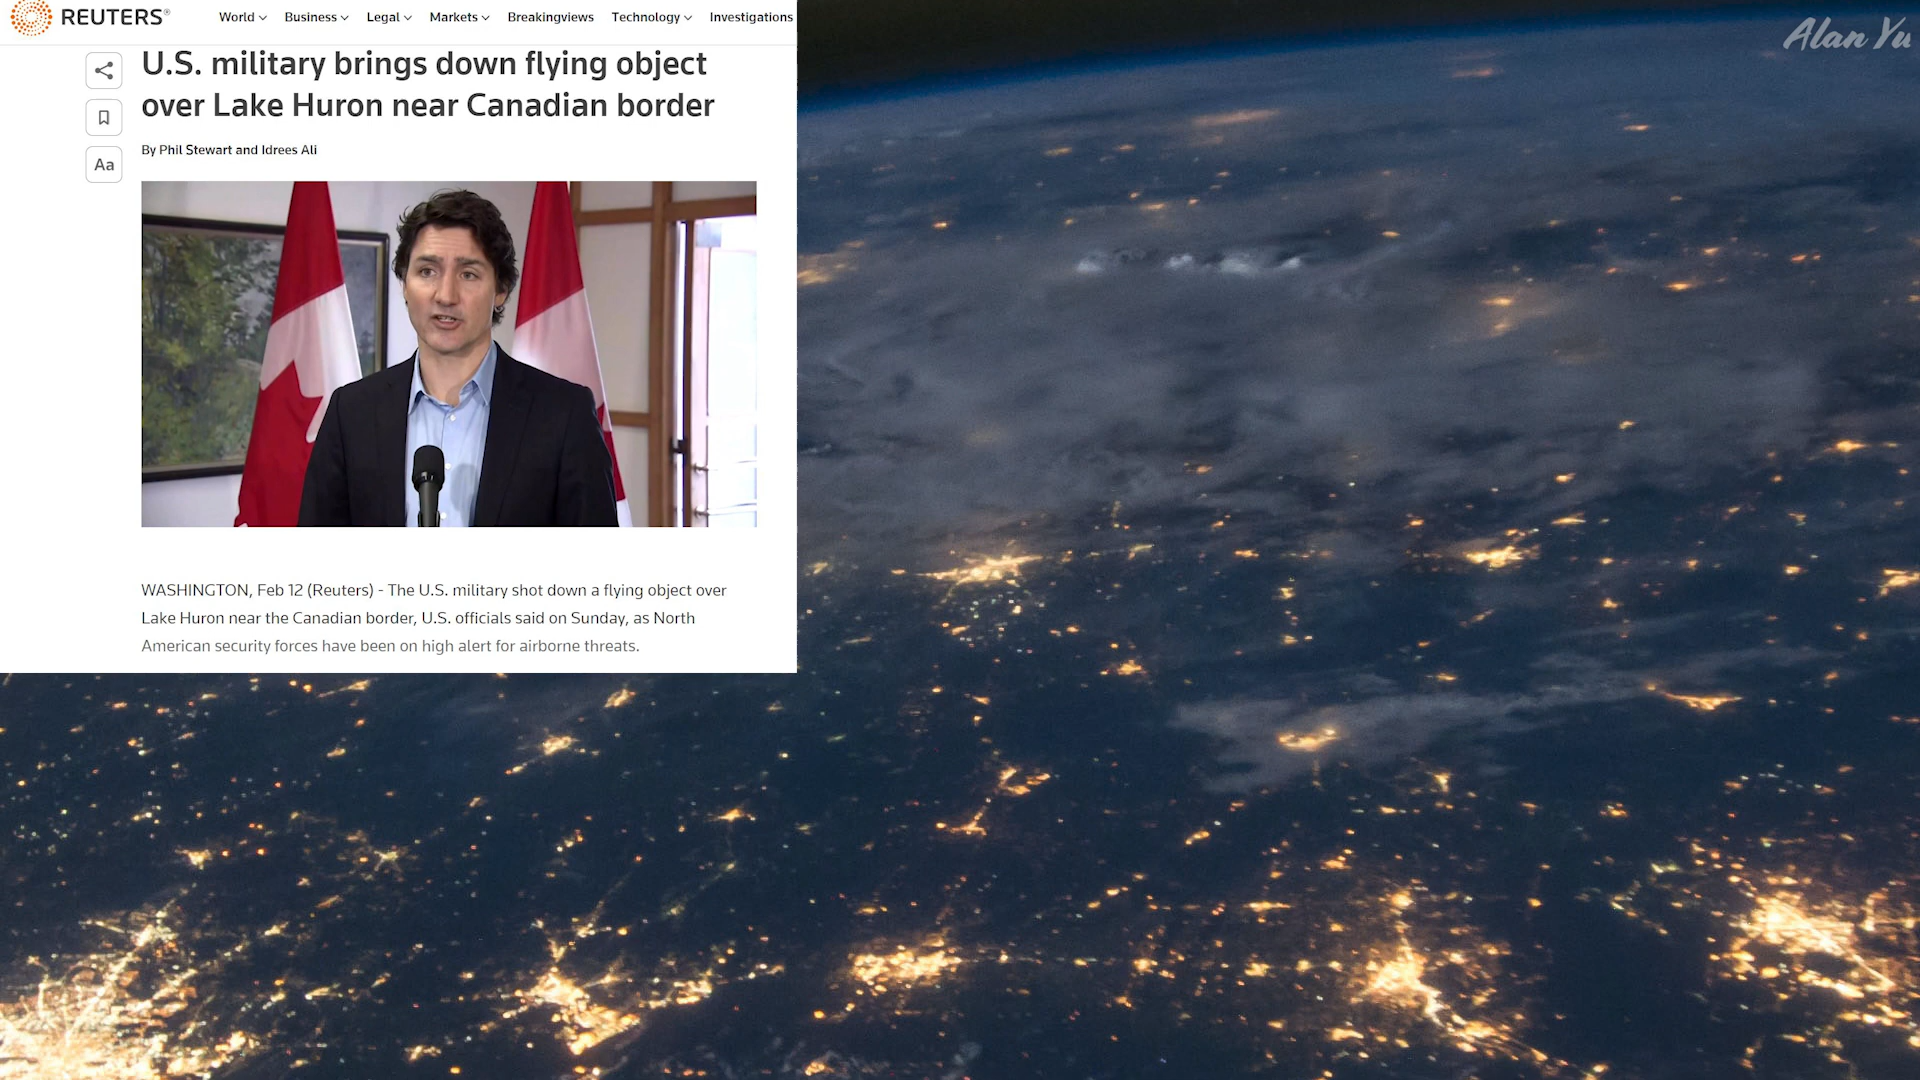 REUTERS®
World Business Legal Markets Breakingviews Technology Investigations
Alan Yu
U.S. military brings down flying object
over Lake Huron near Canadian border
Aa
By Phil Stewart and Idrees Ali
WASHINGTON, Feb 12 (Reuters) - The U.S. military shot down a flying object over
Lake Huron near the Canadian border, U.S. officials said on Sunday, as North
American security forces have been on high alert for airborne threats.